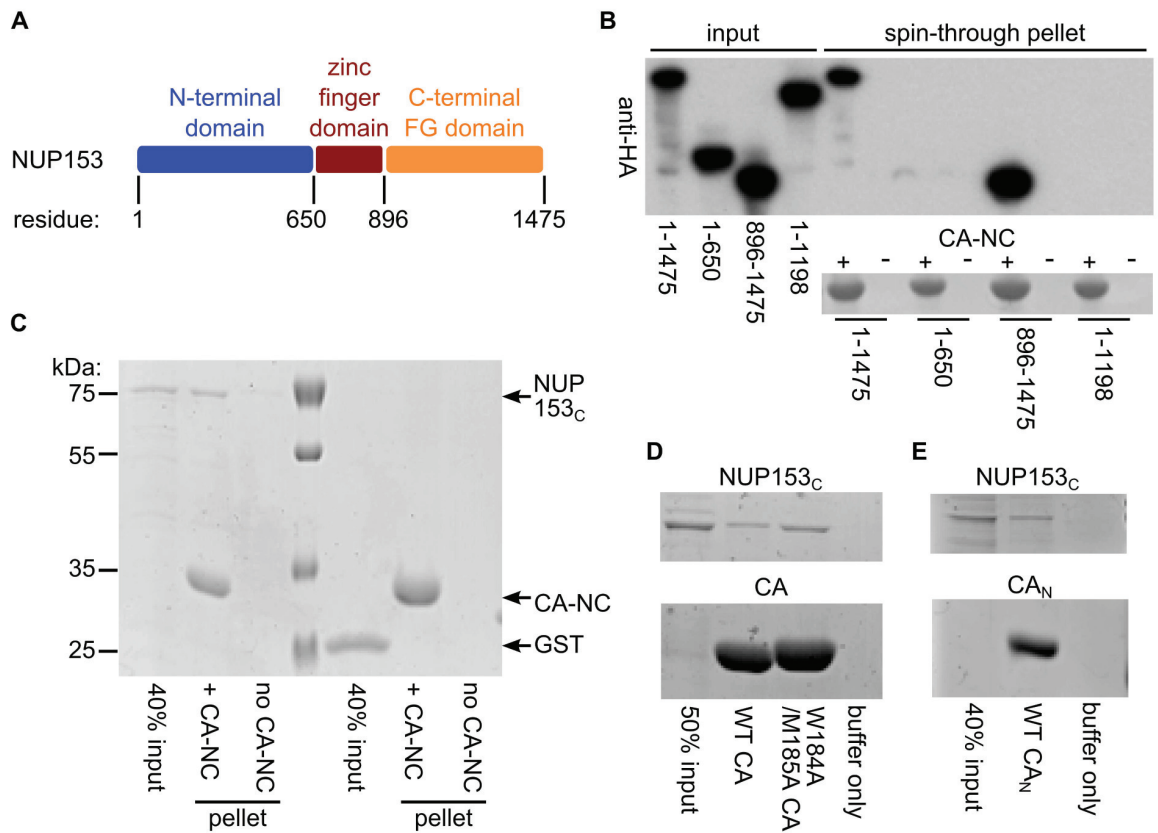 A
N-terminal
domain
zinc
finger
domain
C-terminal
FG domain
NUP153
residue:
1
650
896
1475
B
input
spin-through pellet
anti-HA
1-1475
1-650
896-1475
1-1198
CA-NC
+ - + - + - + -
1-1475
1-650
896-1475
1-1198
C
kDa:
75
55
35
25
NUP
153C
CA-NC
GST
40% input
+ CA-NC
no CA-NC
pellet
40% input
+ CA-NC
no CA-NC
pellet
D
NUP153C
CA
50% input
WT CA
W184A
/M185A CA
buffer only
E
NUP153C
CAN
40% input
WT CAN
buffer only